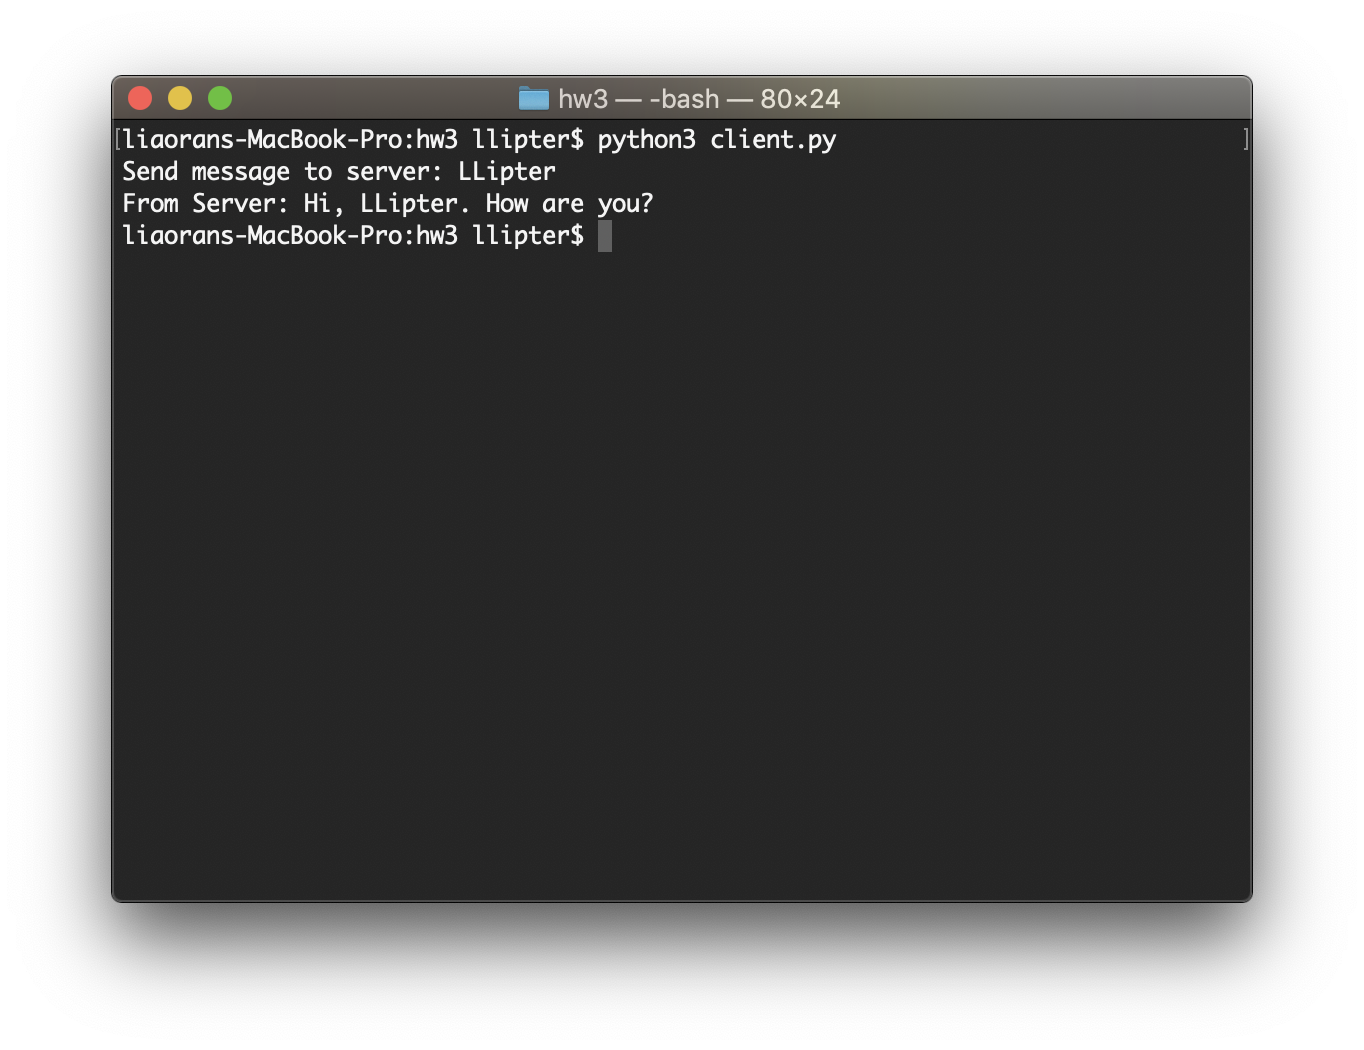 hw3 — -bash — 80×24
[liaorans-MacBook-Pro:hw3 llipter$ python3 client.py ]
Send message to server: LLipter
From Server: Hi, LLipter. How are you?
liaorans-MacBook-Pro:hw3 llipter$